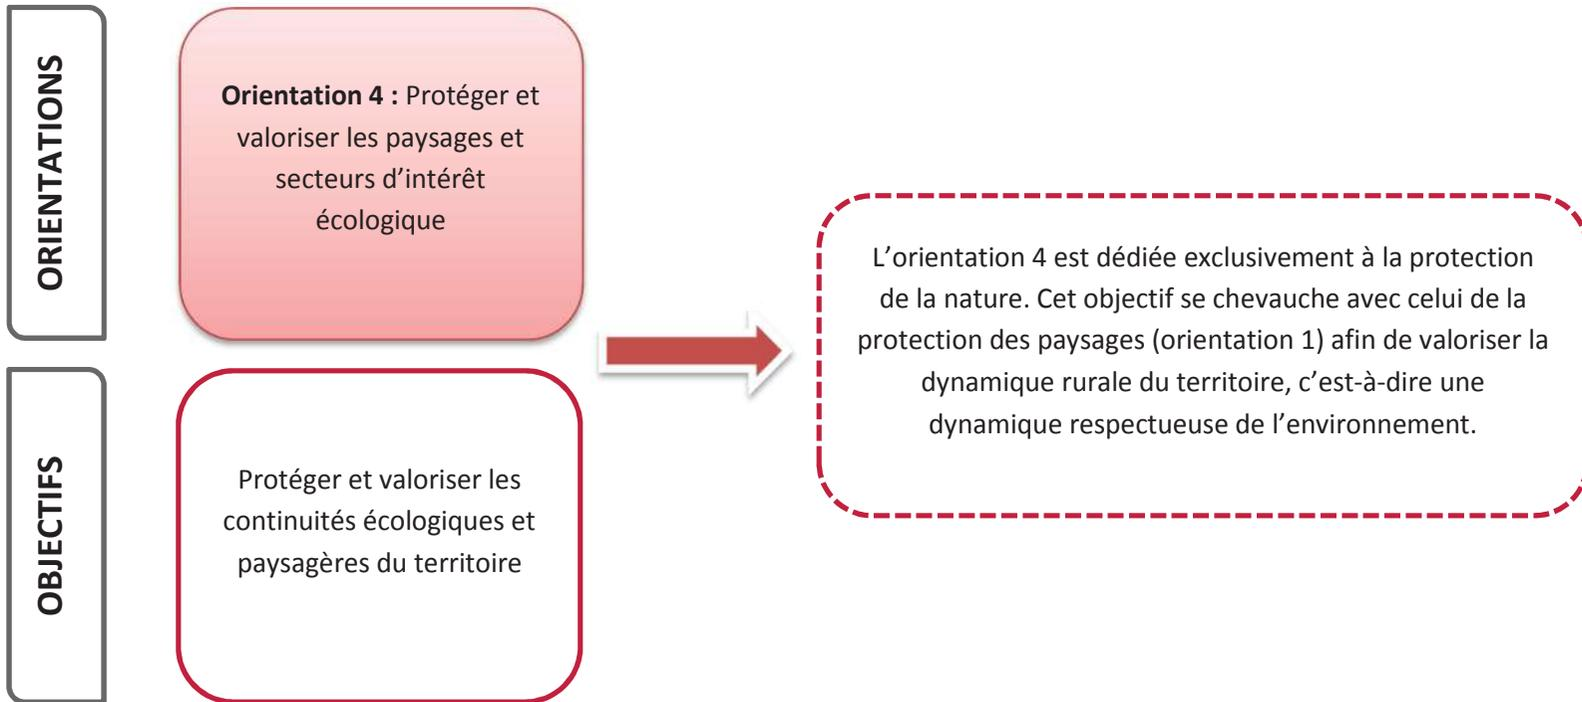 ORIENTATIONS
Orientation 4 : Protéger et
valoriser les paysages et
secteurs d’intérêt
écologique
OBJECTIFS
Protéger et valoriser les
continuités écologiques et
paysagères du territoire
L’orientation 4 est dédiée exclusivement à la protection
de la nature. Cet objectif se chevauche avec celui de la
protection des paysages (orientation 1) afin de valoriser la
dynamique rurale du territoire, c’est-à-dire une
dynamique respectueuse de l’environnement.